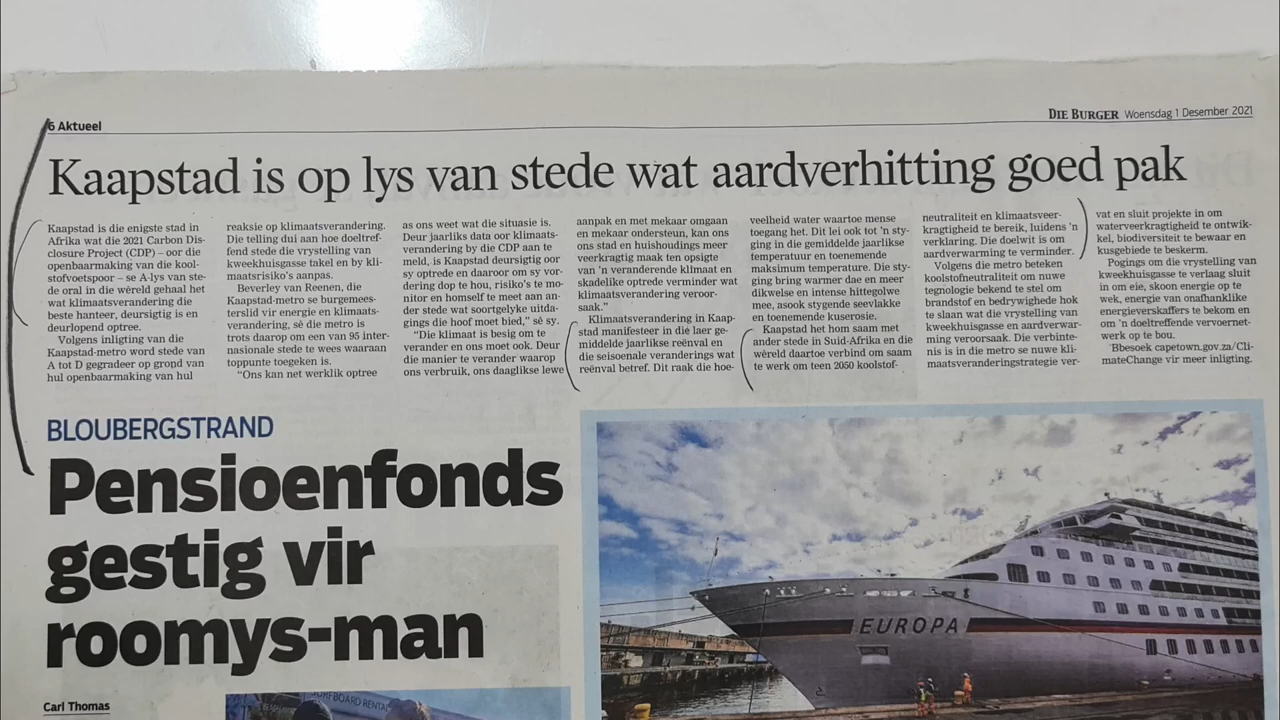 6 Aktueel
DIE BURGER Woensdag 1 Desember 2021
Kaapstad is op lys van stede wat aardverhitting goed pak
Kaapstad is die enigste stad in
Afrika wat die 2021 Carbon Dis-
closure Project (CDP) – oor die
openbaarmaking van die kool-
stofvoetspoor – se A-lys van ste-
de oral in die wêreld gehaal het
wat klimaatsverandering die
beste hanteer, deursigtig is en
deurlopend optree.
Volgens inligting van die
Kaapstad-metro word stede van
A tot D gegradeer op grond van
hul openbaarmaking van hul
reaksie op klimaatsverandering.
Die telling dui aan hoe doeltref-
fend stede die vrystelling van
kweekhuisgasse takel en by kli-
maatsrisiko's aanpas.
Beverley van Reenen, die
Kaapstad-metro se burgemees-
terslid vir energie en klimaats-
verandering, sê die metro is
trots daarop om een van 95 inter-
nasionale stede te wees waaraan
toppunte toegeken is.
"Ons kan net werklik optree
as ons weet wat die situasie is.
Deur jaarliks data oor klimaats-
verandering by die CDP aan te
meld, is Kaapstad deursigtig oor
sy optrede en daarom om sy vor-
dering dop te hou, risiko's te mo-
nitor en homself te meet aan an-
der stede wat soortgelyke uitda-
gings die hoof moet bied," sê sy.
"Die klimaat is besig om te
verander en ons moet ook. Deur
die manier te verander waarop
ons verbruik, ons daaglikse lewe
aanpak en met mekaar omgaan
en mekaar ondersteun, kan ons
ons stad en huishoudings meer
veerkragtig maak ten opsigte
van 'n veranderende klimaat en
skadelike optrede verminder wat
klimaatsverandering veroor-
saak."
Klimaatsverandering in Kaap-
stad manifesteer in die laer ge-
middelde jaarlikse reënval en
die seisoenale veranderings wat
reënval betref. Dit raak die hoe-
veelheid water waartoe mense
toegang het. Dit lei ook tot 'n sty-
ging in die gemiddelde jaarlikse
temperatuur en toenemende
maksimum temperature. Die sty-
ging bring warmer dae en meer
dikwelse en intense hittegolwe
mee, asook stygende seevlakke
en toenemende kuserosie.
Kaapstad het hom saam met
ander stede in Suid-Afrika en die
wêreld daartoe verbind om saam
te werk om teen 2050 koolstof-
neutraliteit en klimaatsveer-
kragtigheid te bereik, luidens 'n
verklaring. Die doelwit is om
aardverwarming te verminder.
Volgens die metro beteken
koolstofneutraliteit om nuwe
tegnologie bekend te stel om
brandstof en bedrywighede hok
te slaan wat die vrystelling van
kweekhuisgasse en aardverwar-
ming veroorsaak. Die verbinte-
nis is in die metro se nuwe kli-
maatsveranderingstrategie ver-
vat en sluit projekte in om
waterveerkragtigheid te ontwik-
kel, biodiversiteit te bewaar en
kusgebiede te beskerm.
Pogings om die vrystelling van
kweekhuisgasse te verlaag sluit
in om eie, skoon energie op te
wek, energie van onafhanklike
energieverskaffers te bekom en
om 'n doeltreffende vervoernet-
werk op te bou.
Bbesoek capetown.gov.za/Cli-
mateChange vir meer inligting.
BLOUBERGSTRAND
Pensioenfonds
gestig vir
roomys-man
Carl Thomas
SURFBOARD RENTAL
EUROPA